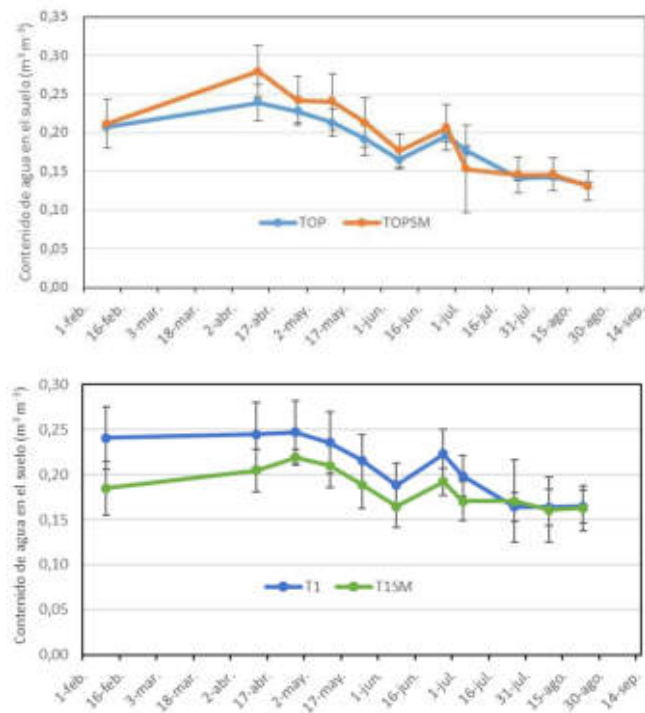 Contenido de agua en el suelo (m³ m⁻³)
0,35
0,30
0,25
0,20
0,15
0,10
0,05
0,00
TOP
TOPSM
1-feb.
16-feb.
3-mar.
18-mar.
2-abr.
17-abr.
2-may.
17-may.
1-jun.
16-jun.
1-jul.
16-jul.
31-jul.
15-ago.
30-ago.
14-sep.
Contenido de agua en el suelo (m³ m⁻³)
0,30
0,25
0,20
0,15
0,10
0,05
0,00
T1
T1SM
1-feb.
16-feb.
3-mar.
18-mar.
2-abr.
17-abr.
2-may.
17-may.
1-jun.
16-jun.
1-jul.
16-jul.
31-jul.
15-ago.
30-ago.
14-sep.